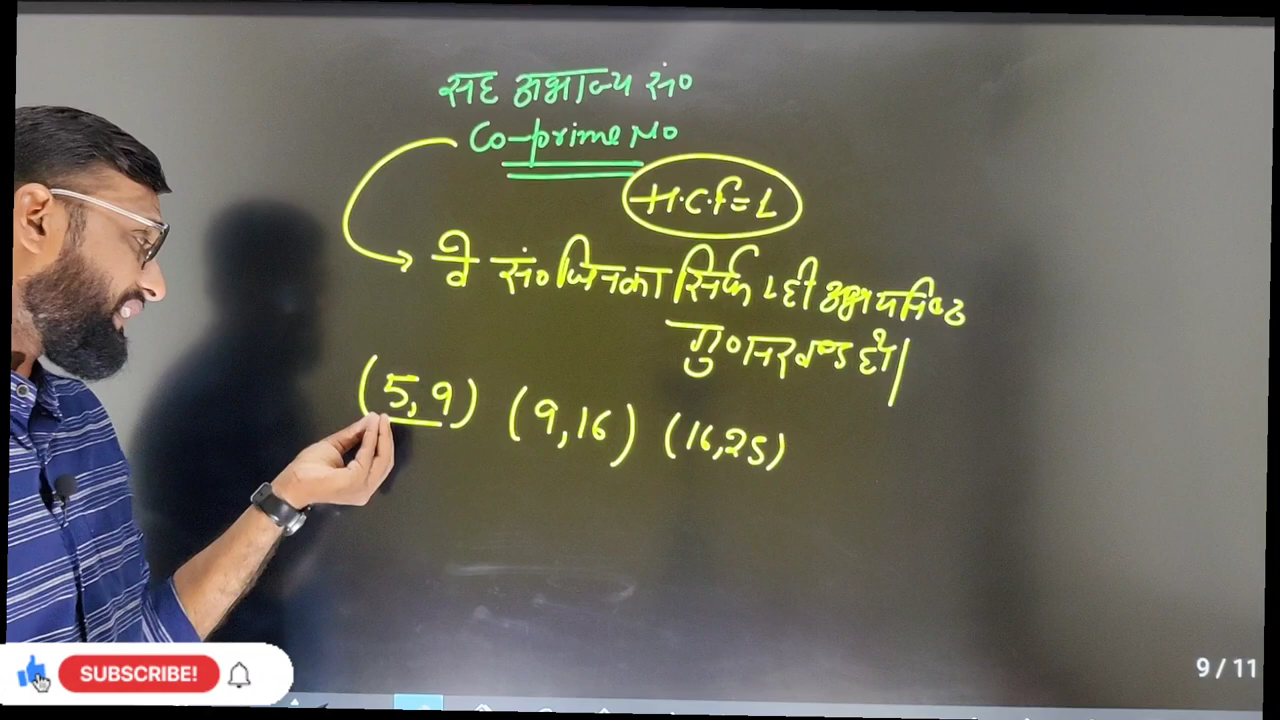 सह अभाज्य सं०
Co-prime No
H.C.F = 1
वे सं० जिनका सिर्फ 1 ही उभयनिष्ठ
गुणनखण्ड हो।
(5,9) (9,16) (16,25)
SUBSCRIBE!
9 / 11